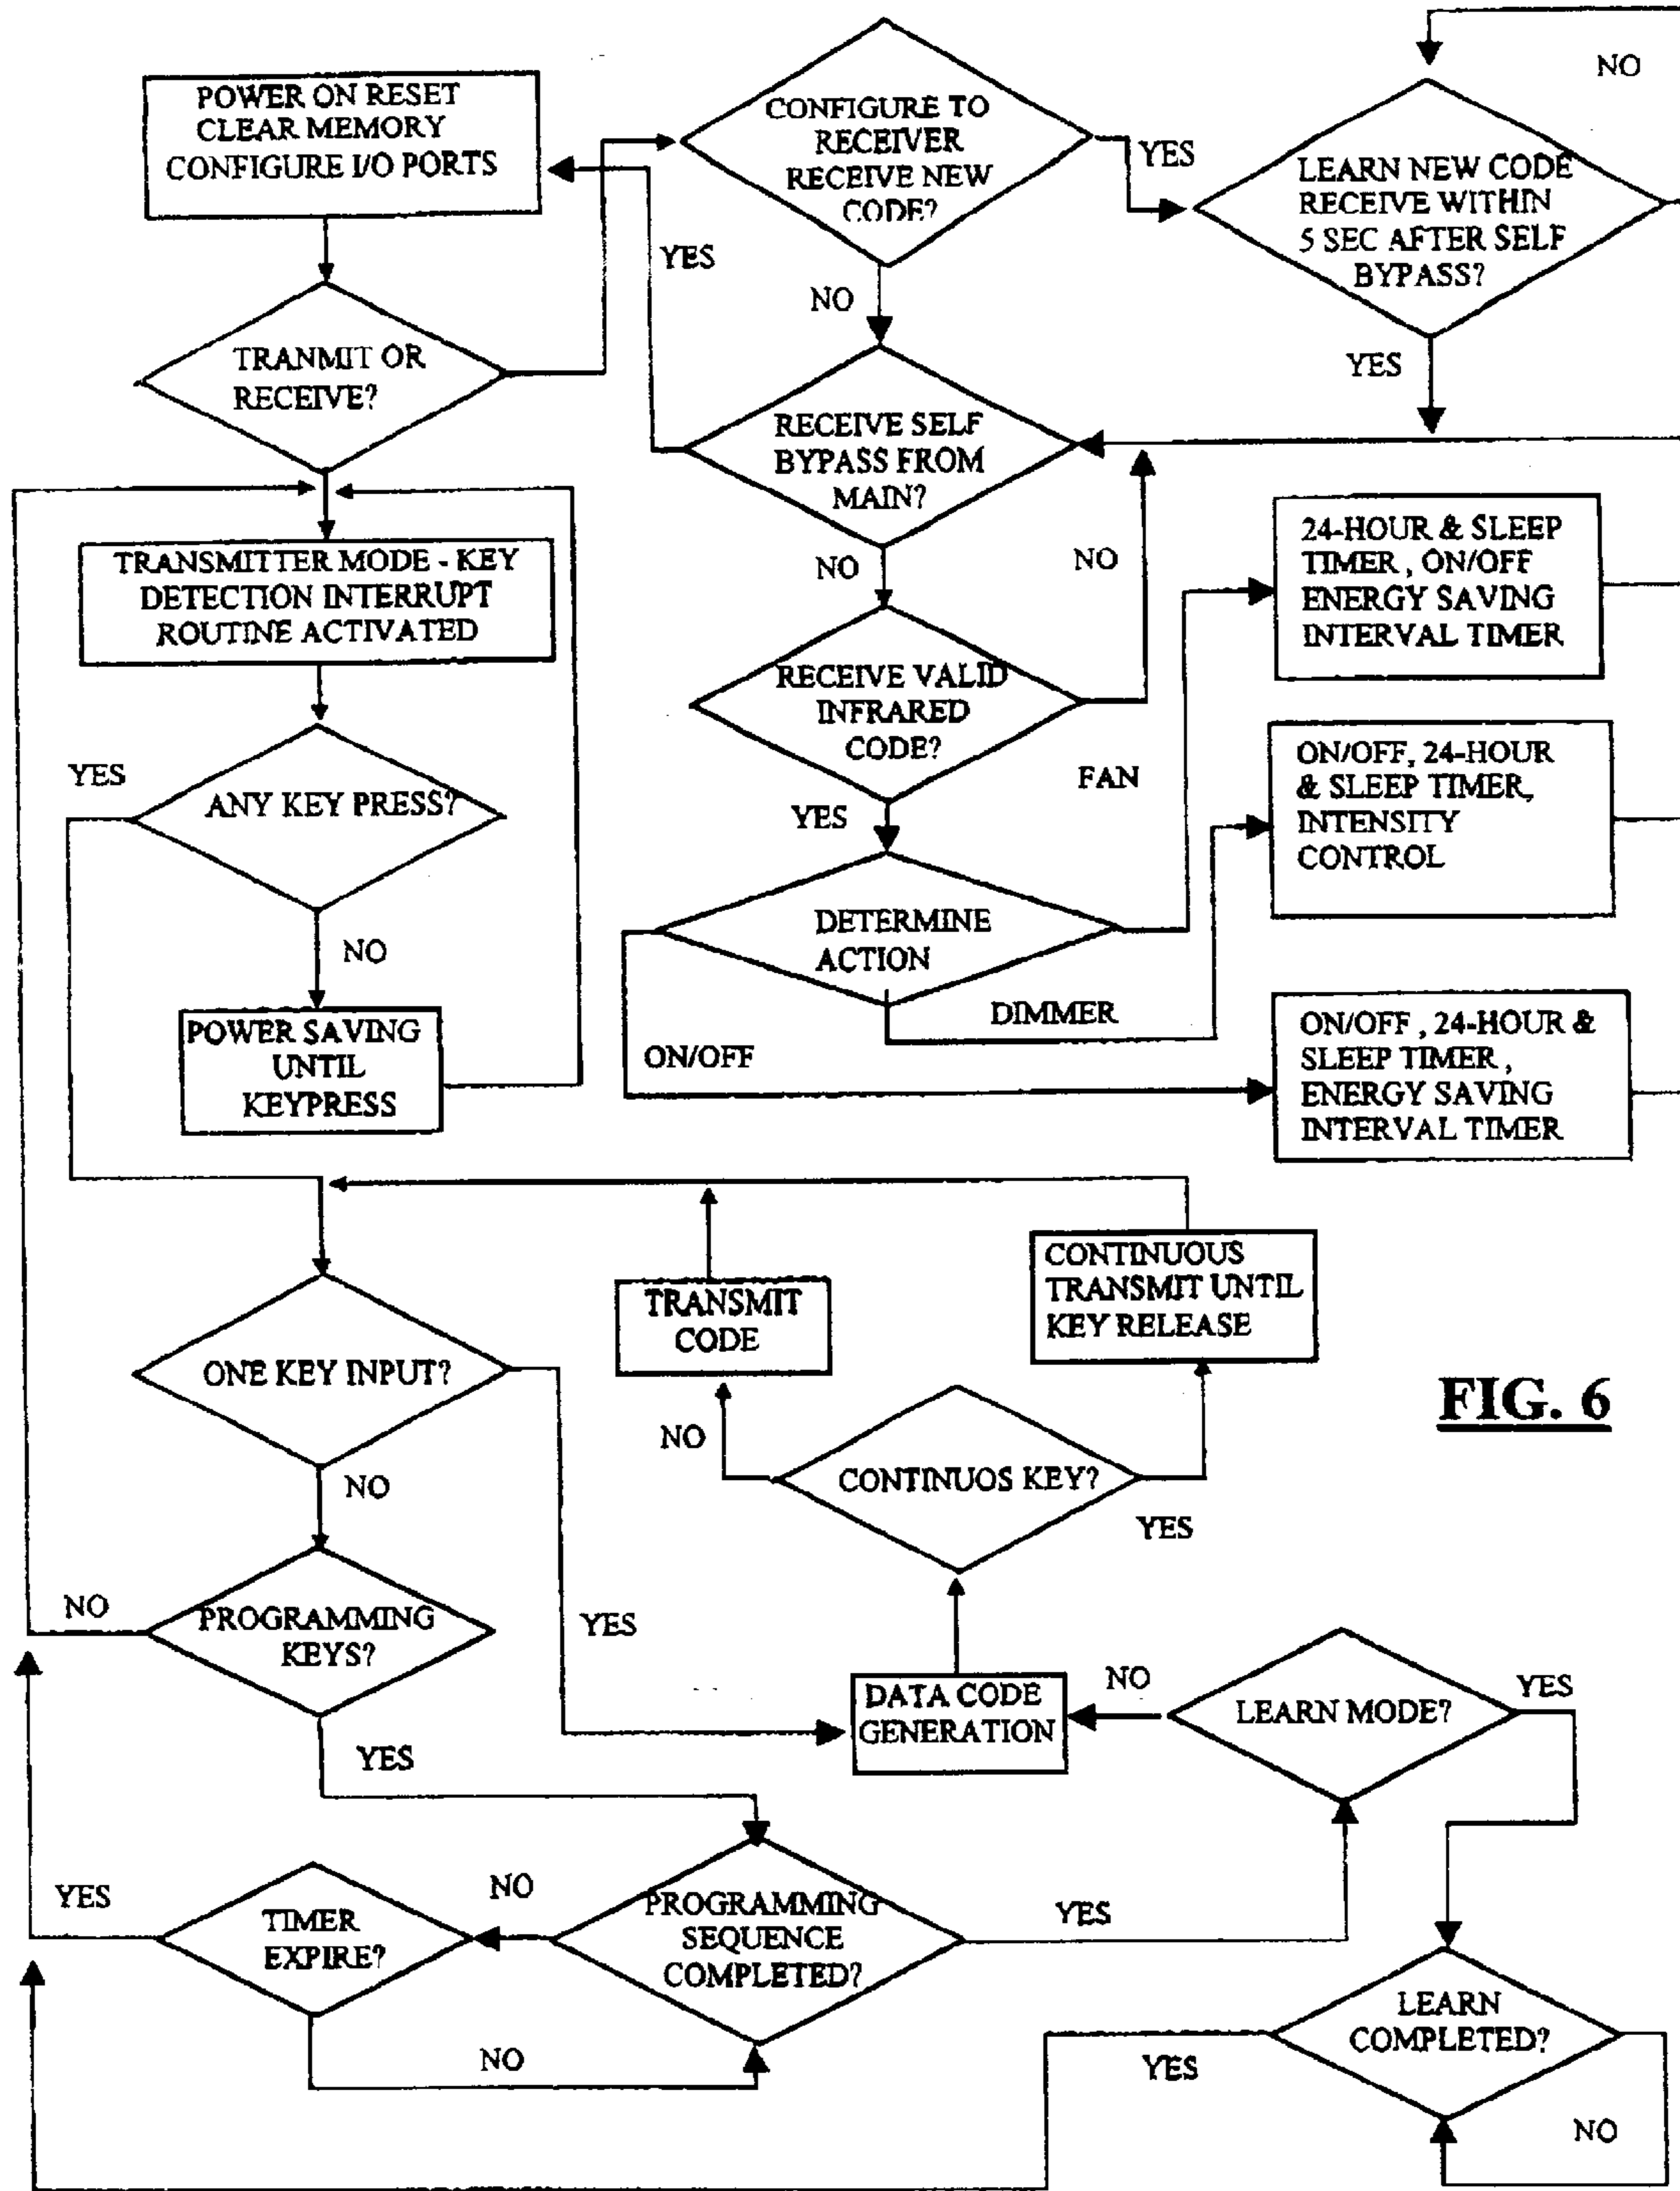 POWER ON RESET
CLEAR MEMORY
CONFIGURE I/O PORTS
TRANMIT OR
RECEIVE?
TRANSMITTER MODE - KEY
DETECTION INTERRUPT
ROUTINE ACTIVATED
YES
ANY KEY PRESS?
NO
POWER SAVING
UNTIL
KEYPRESS
CONFIGURE TO
RECEIVER
RECEIVE NEW
CODE?
YES
NO
LEARN NEW CODE
RECEIVE WITHIN
5 SEC AFTER SELF
BYPASS?
NO
YES
YES
RECEIVE SELF
BYPASS FROM
MAIN?
NO
NO
RECEIVE VALID
INFRARED
CODE?
YES
FAN
DETERMINE
ACTION
DIMMER
ON/OFF
24-HOUR & SLEEP
TIMER, ON/OFF
ENERGY SAVING
INTERVAL TIMER
ON/OFF, 24-HOUR
& SLEEP TIMER,
INTENSITY
CONTROL
ON/OFF, 24-HOUR &
SLEEP TIMER,
ENERGY SAVING
INTERVAL TIMER
ONE KEY INPUT?
NO
YES
TRANSMIT
CODE
CONTINUOUS
TRANSMIT UNTIL
KEY RELEASE
NO
CONTINUOS KEY?
YES
FIG. 6
NO
PROGRAMMING
KEYS?
YES
DATA CODE
GENERATION
NO
LEARN MODE?
YES
YES
TIMER
EXPIRE?
NO
NO
PROGRAMMING
SEQUENCE
COMPLETED?
YES
LEARN
COMPLETED?
YES
NO